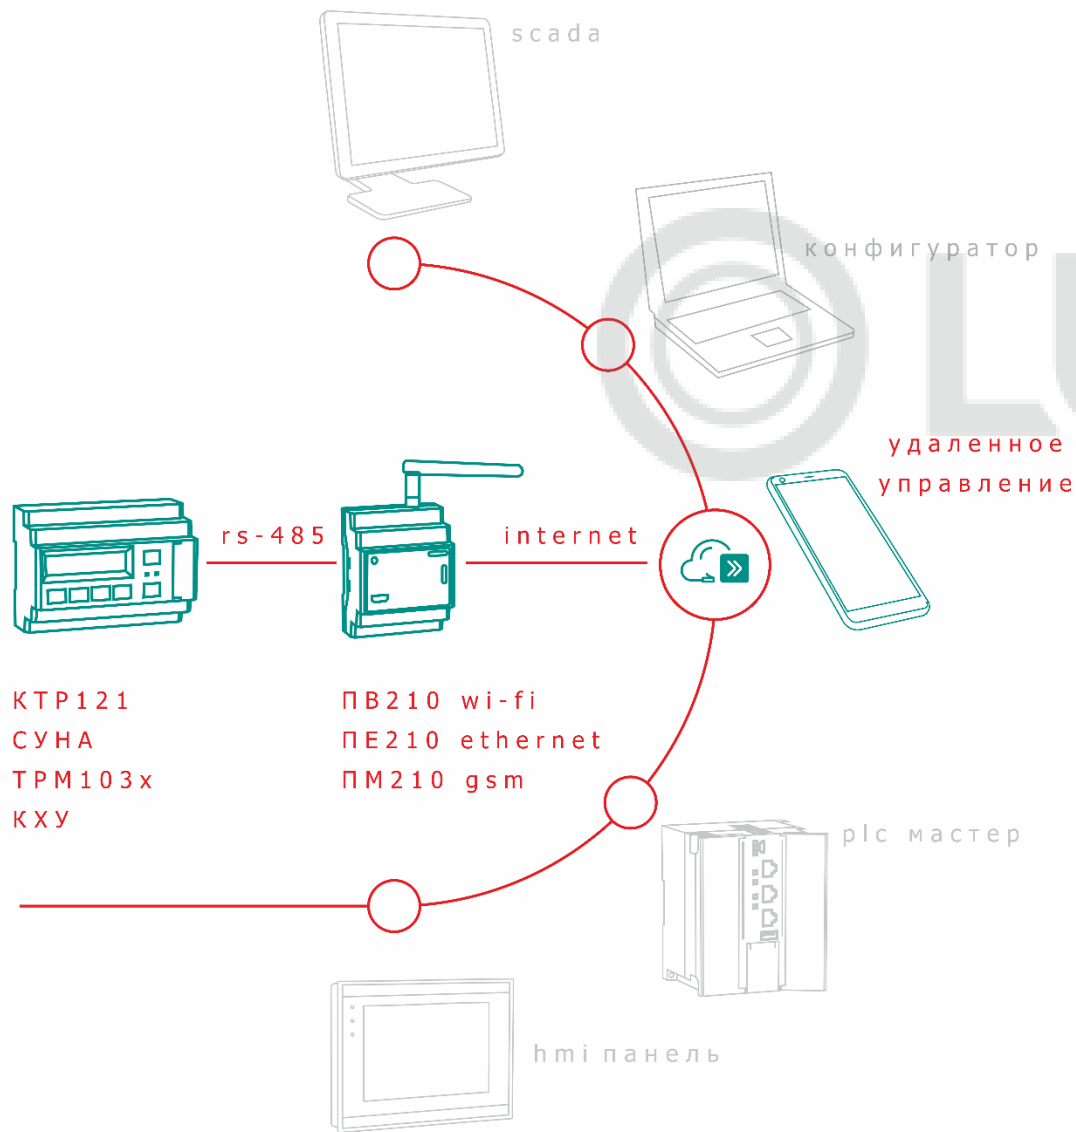 scada
конфигуратор
удаленное
управление
rs-485
internet
КТР121
СУНА
ТРМ103х
КХУ
ПВ210 wi-fi
ПЕ210 ethernet
ПМ210 gsm
plc мастер
hmi панель